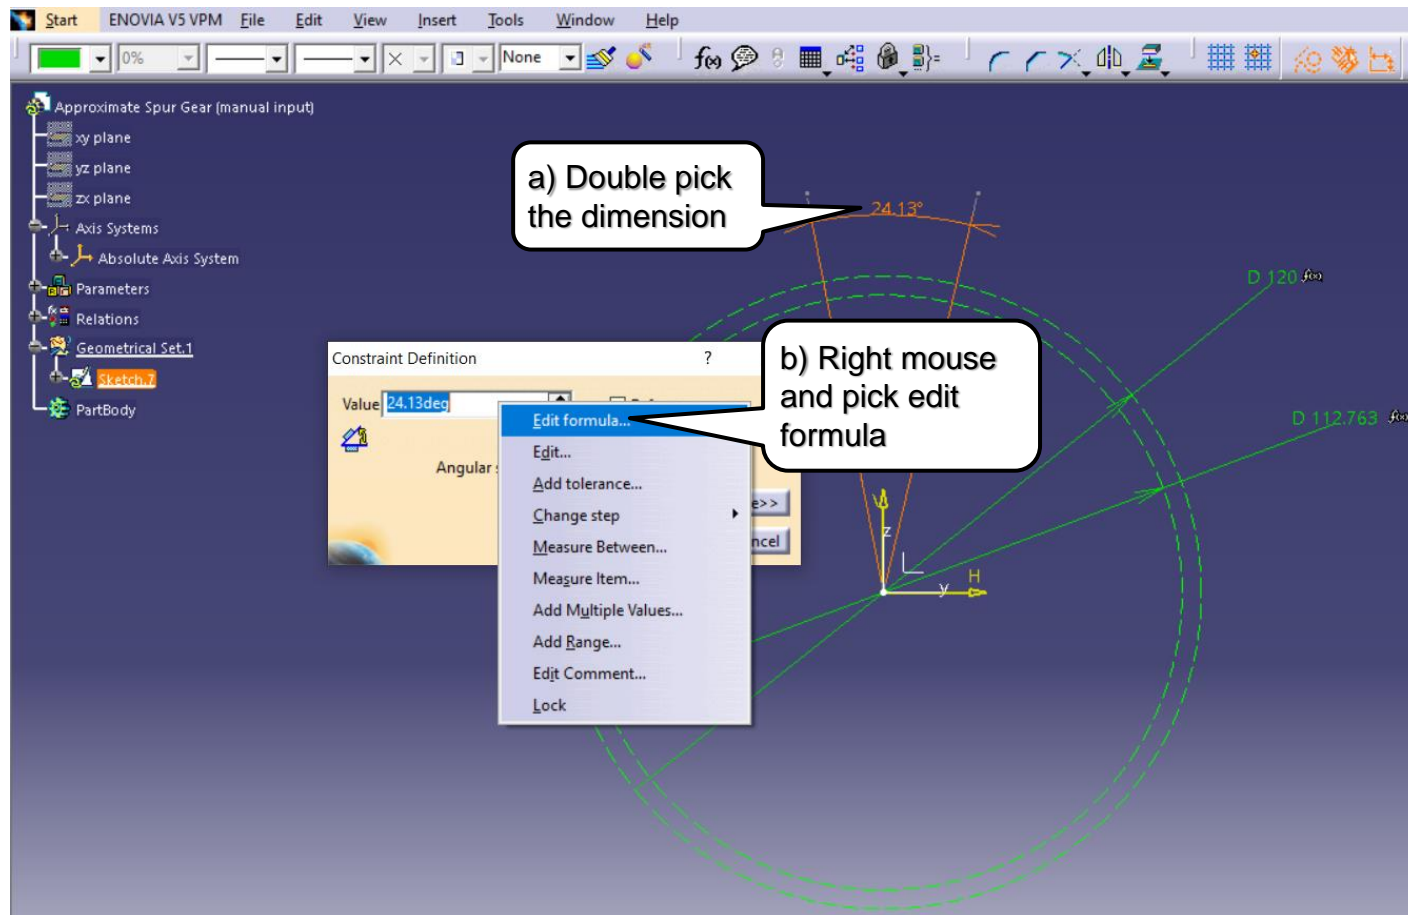 Start ENOVIA V5 VPM File Edit View Insert Tools Window Help
0% None
Approximate Spur Gear (manual input)
xy plane
yz plane
zx plane
Axis Systems
Absolute Axis System
Parameters
Relations
Geometrical Set.1
Sketch.7
PartBody
a) Double pick
the dimension
24.13°
D 120 f(x)
D 112.763
Constraint Definition ?
Value 24.13deg
Angular
b) Right mouse
and pick edit
formula
Edit formula...
Edit...
Add tolerance...
Change step
Measure Between...
Measure Item...
Add Multiple Values...
Add Range...
Edit Comment...
Lock
e>>
ncel
V
z
H
y